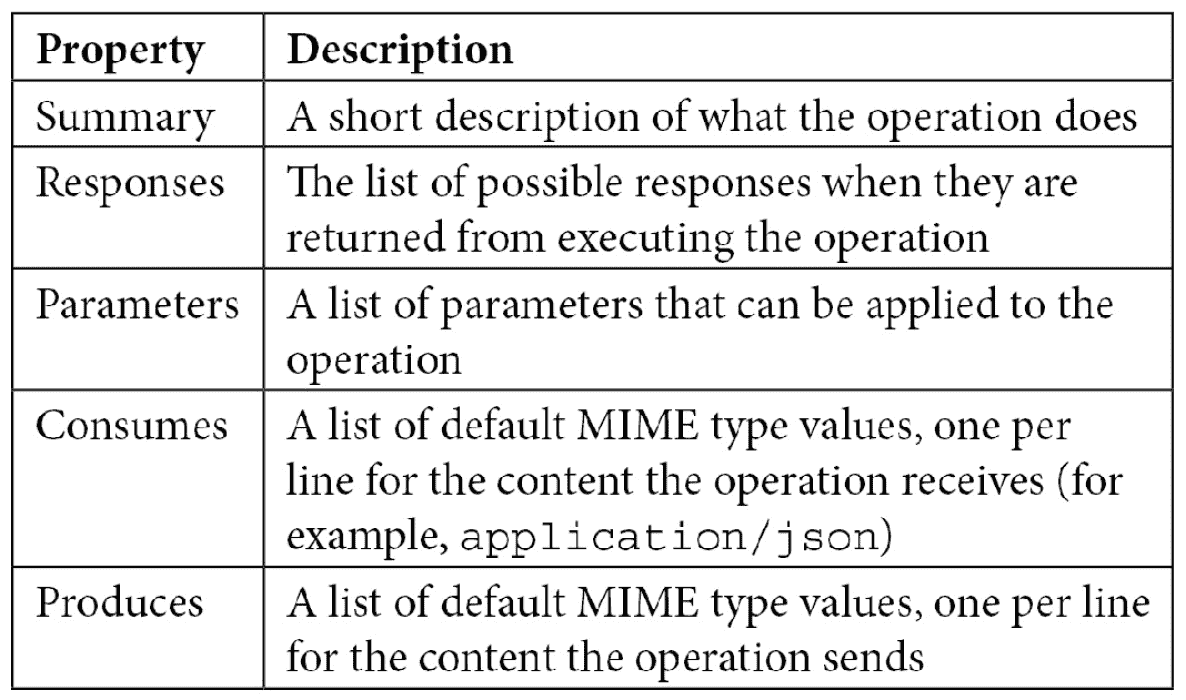 Property Description
Summary A short description of what the operation does
Responses The list of possible responses when they are
returned from executing the operation
Parameters A list of parameters that can be applied to the
operation
Consumes A list of default MIME type values, one per
line for the content the operation receives (for
example, application/json)
Produces A list of default MIME type values, one per line
for the content the operation sends